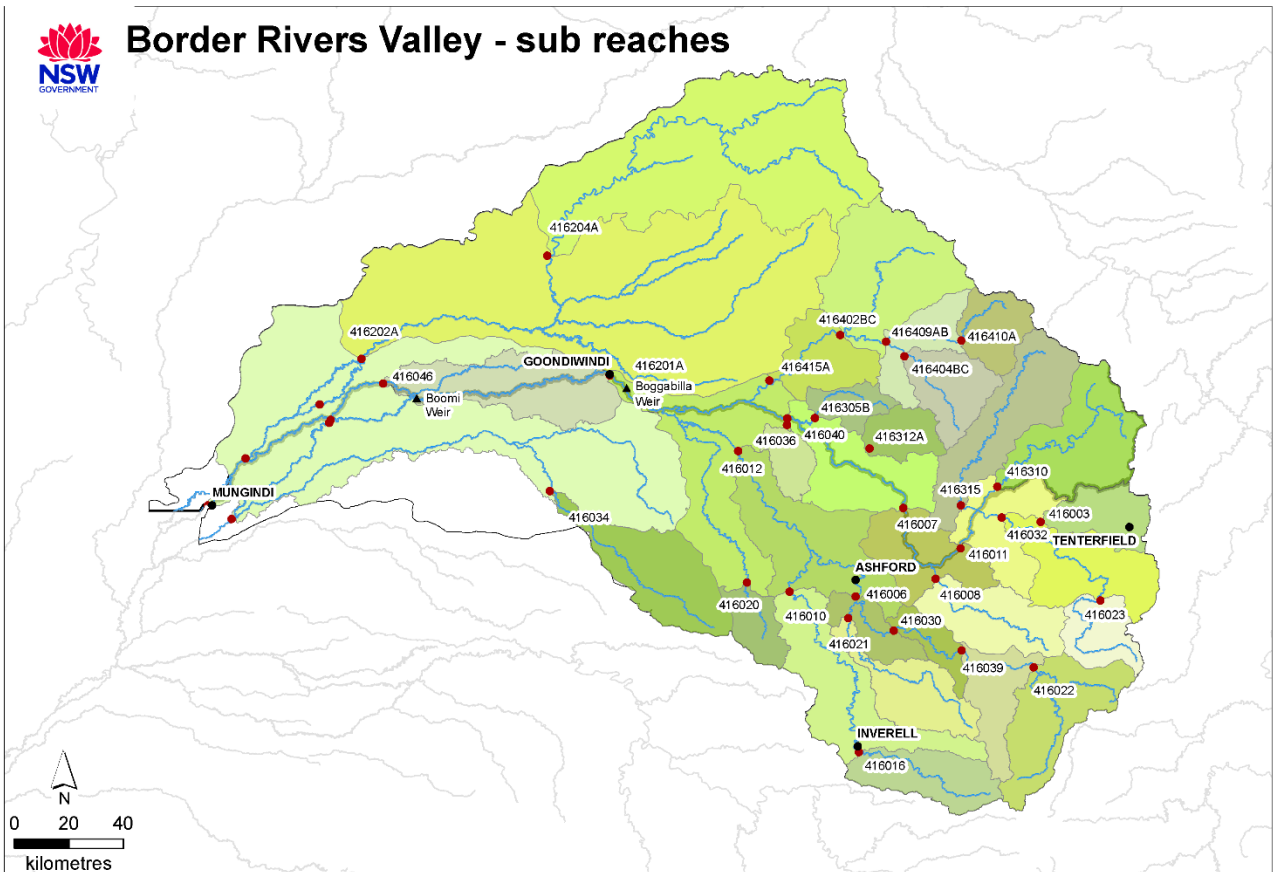 Border Rivers Valley - sub reaches
NSW
GOVERNMENT
416204A
416202A
416046
GOONDIWINDI
416201A
Boggabilla
Weir
Boomi
Weir
416402BC
416409AB
416410A
416404BC
416415A
416305B
416036
416040
416312A
416012
MUNGINDI
416034
416310
416315
416003
416007
416032
TENTERFIELD
416011
ASHFORD
416006
416008
416020
416010
416030
416023
416021
416039
416022
INVERELL
416016
N
0 20 40
kilometres